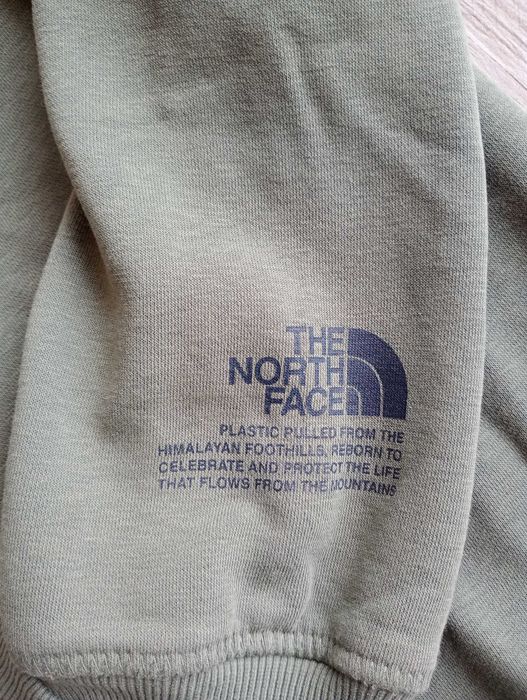 THE
NORTH
FACE
PLASTIC PULLED FROM THE
HIMALAYAN FOOTHILLS, REBORN TO
CELEBRATE AND PROTECT THE LIFE
THAT FLOWS FROM THE MOUNTAINS